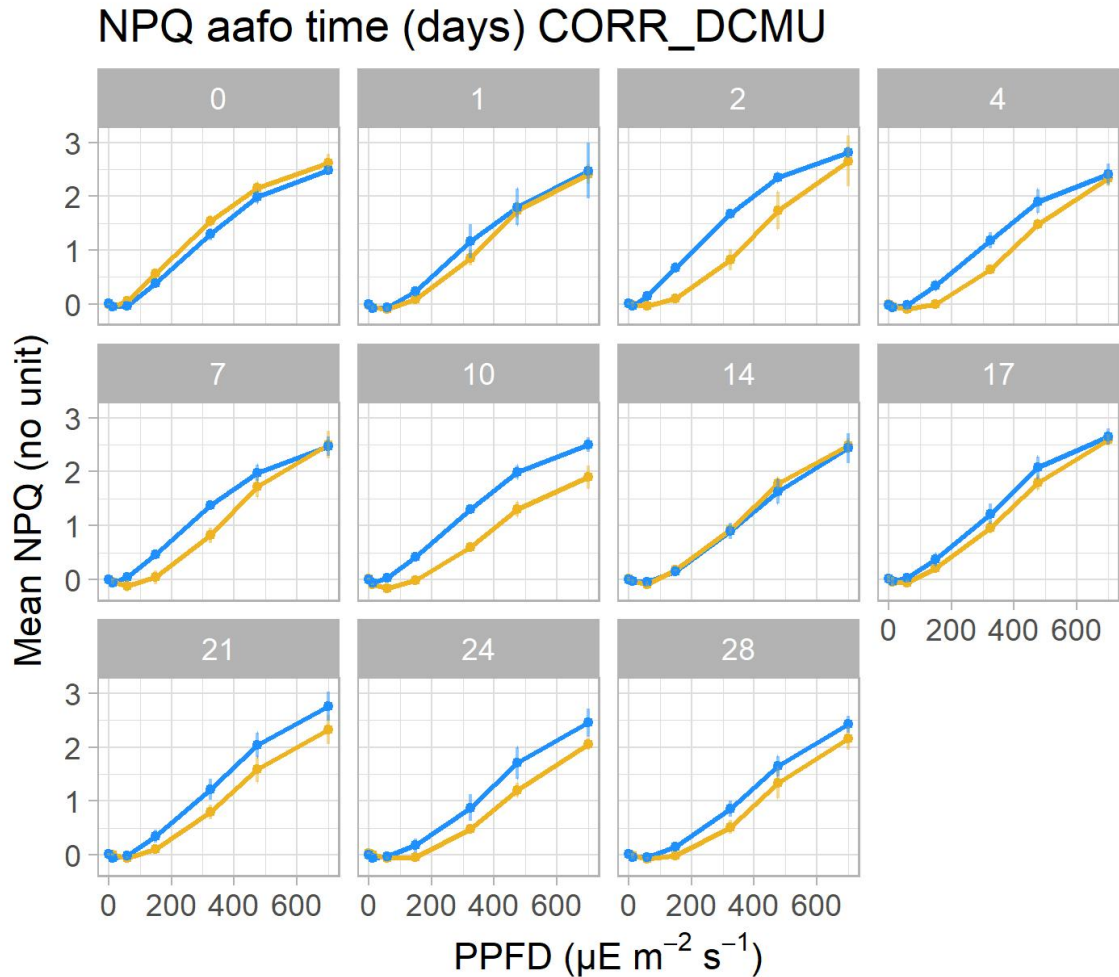 NPQ aafo time (days) CORR_DCMU
0 1 2 4
3
2
1
0
7 10 14 17
3
2
1
0
0 200 400 600
21 24 28
3
2
1
0
0 200 400 600 0 200 400 600 0 200 400 600
Mean NPQ (no unit)
PPFD (µE m⁻² s⁻¹)